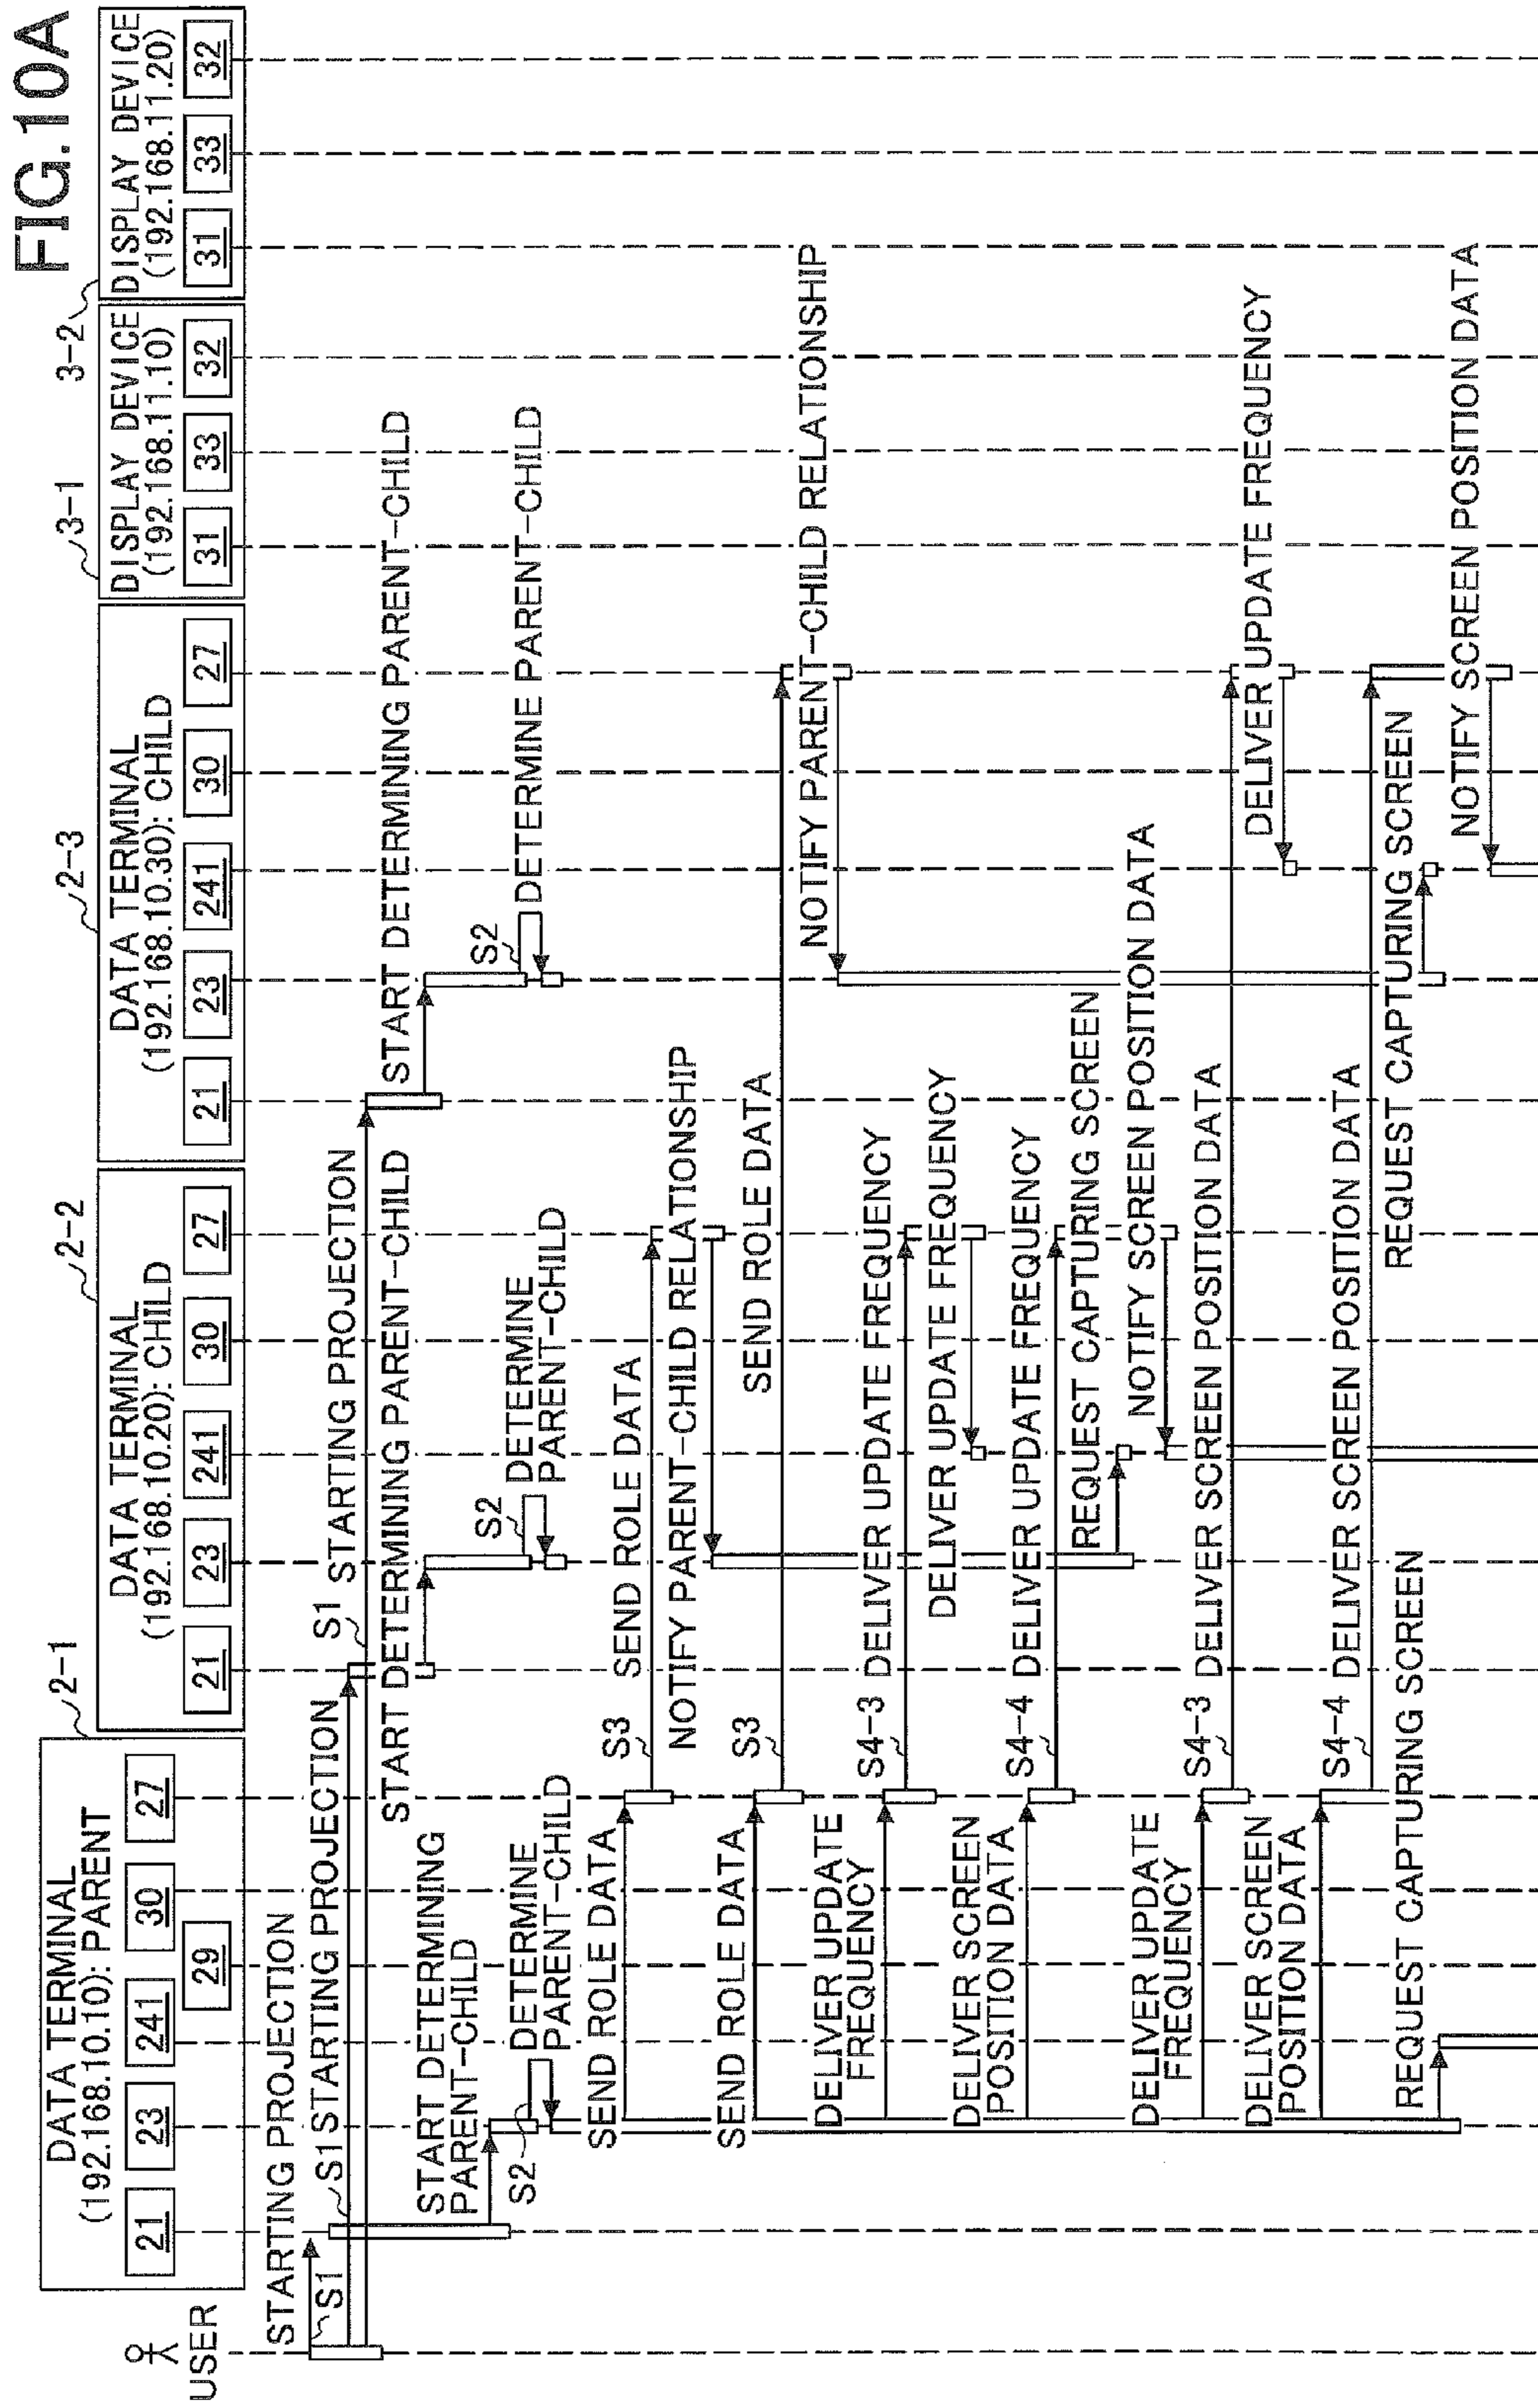 FIG.10A
USER
2-1
DATA TERMINAL
(192.168.10.10): PARENT
21
23
241
29
30
27
2-2
DATA TERMINAL
(192.168.10.20): CHILD
21
23
241
30
27
2-3
DATA TERMINAL
(192.168.10.30): CHILD
21
23
241
30
27
3-1
DISPLAY DEVICE
(192.168.11.10)
31
33
32
3-2
DISPLAY DEVICE
(192.168.11.20)
31
33
32
STARTING PROJECTION
S1
S1
STARTING PROJECTION
S1
STARTING PROJECTION
START DETERMINING PARENT-CHILD
START DETERMINING PARENT-CHILD
START DETERMINING
PARENT-CHILD
S2
DETERMINE
PARENT-CHILD
S2
DETERMINE
PARENT-CHILD
S2
DETERMINE PARENT-CHILD
SEND ROLE DATA
S3
SEND ROLE DATA
NOTIFY PARENT-CHILD RELATIONSHIP
SEND ROLE DATA
S3
SEND ROLE DATA
NOTIFY PARENT-CHILD RELATIONSHIP
DELIVER UPDATE
FREQUENCY
S4-3
DELIVER UPDATE FREQUENCY
DELIVER UPDATE FREQUENCY
DELIVER SCREEN
POSITION DATA
S4-4
DELIVER UPDATE FREQUENCY
REQUEST CAPTURING SCREEN
NOTIFY SCREEN POSITION DATA
DELIVER UPDATE
FREQUENCY
S4-3
DELIVER SCREEN POSITION DATA
DELIVER UPDATE FREQUENCY
DELIVER SCREEN
POSITION DATA
S4-4
DELIVER SCREEN POSITION DATA
REQUEST CAPTURING SCREEN
REQUEST CAPTURING SCREEN
NOTIFY SCREEN POSITION DATA